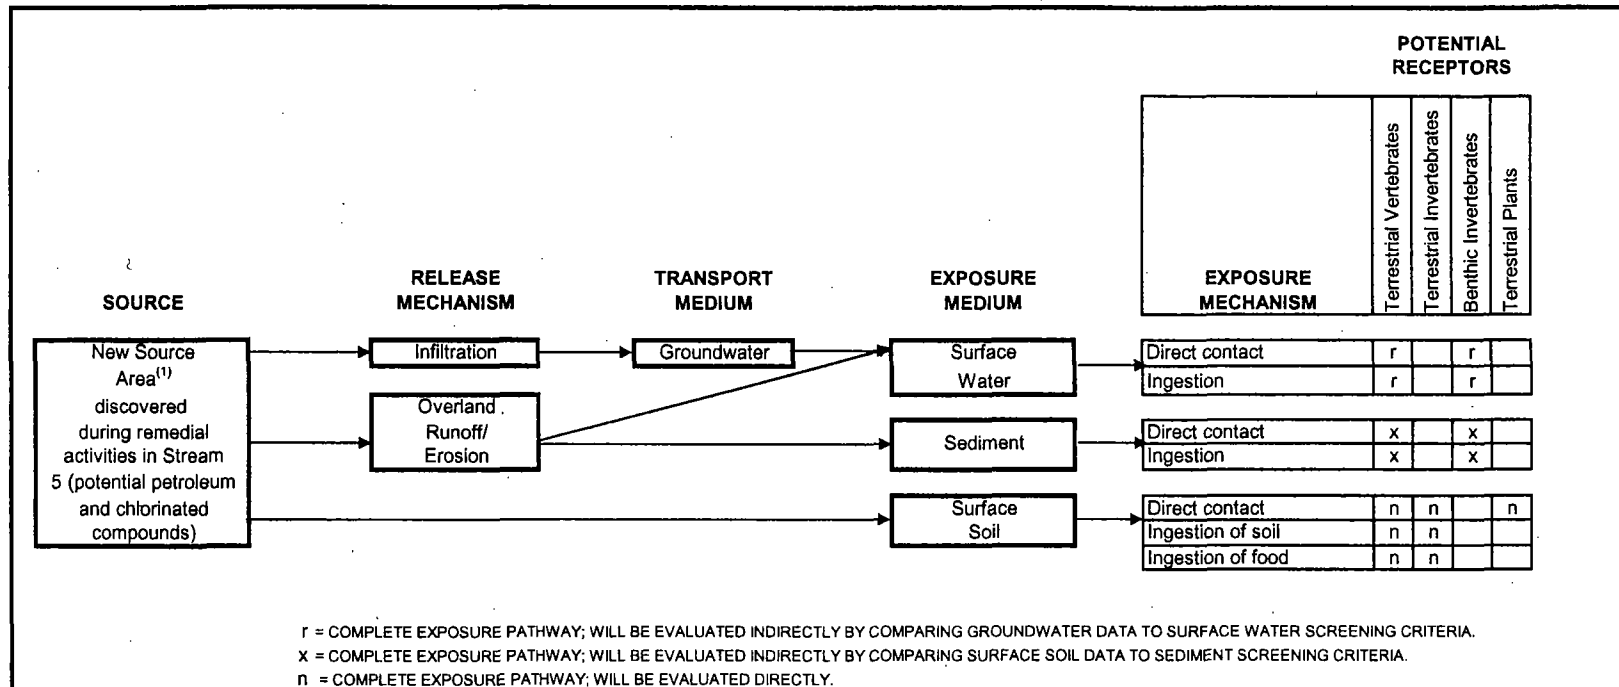 POTENTIAL
RECEPTORS
Terrestrial Vertebrates
Terrestrial Invertebrates
Benthic Invertebrates
Terrestrial Plants
SOURCE
RELEASE
MECHANISM
TRANSPORT
MEDIUM
EXPOSURE
MEDIUM
EXPOSURE
MECHANISM
New Source
Area(1)
discovered
during remedial
activities in Stream
5 (potential petroleum
and chlorinated
compounds)
Infiltration
Groundwater
Overland
Runoff/
Erosion
Surface
Water
Sediment
Surface
Soil
Direct contact r r
Ingestion r r
Direct contact x x
Ingestion x x
Direct contact n n n
Ingestion of soil n n
Ingestion of food n n
r = COMPLETE EXPOSURE PATHWAY; WILL BE EVALUATED INDIRECTLY BY COMPARING GROUNDWATER DATA TO SURFACE WATER SCREENING CRITERIA.
x = COMPLETE EXPOSURE PATHWAY; WILL BE EVALUATED INDIRECTLY BY COMPARING SURFACE SOIL DATA TO SEDIMENT SCREENING CRITERIA.
n = COMPLETE EXPOSURE PATHWAY; WILL BE EVALUATED DIRECTLY.